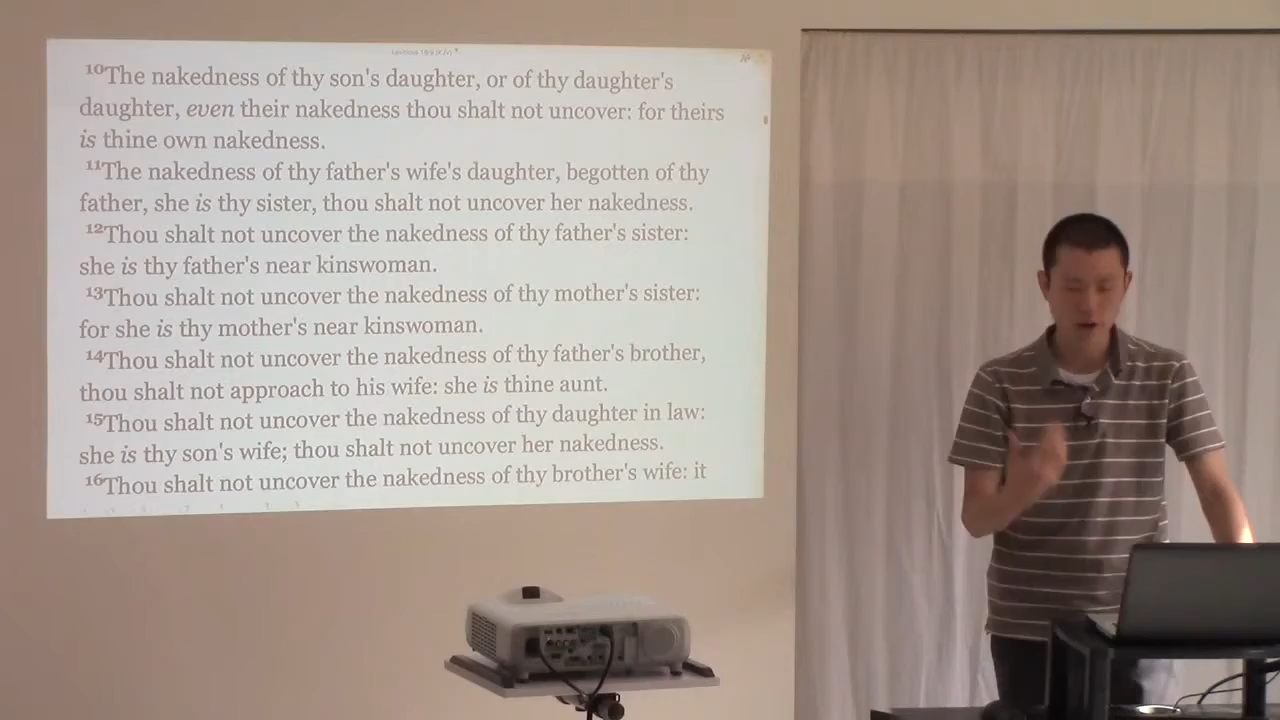 Leviticus 18:9 (KJV)
¹⁰The nakedness of thy son's daughter, or of thy daughter's
daughter, even their nakedness thou shalt not uncover: for theirs
is thine own nakedness.
¹¹The nakedness of thy father's wife's daughter, begotten of thy
father, she is thy sister, thou shalt not uncover her nakedness.
¹²Thou shalt not uncover the nakedness of thy father's sister:
she is thy father's near kinswoman.
¹³Thou shalt not uncover the nakedness of thy mother's sister:
for she is thy mother's near kinswoman.
¹⁴Thou shalt not uncover the nakedness of thy father's brother,
thou shalt not approach to his wife: she is thine aunt.
¹⁵Thou shalt not uncover the nakedness of thy daughter in law:
she is thy son's wife; thou shalt not uncover her nakedness.
¹⁶Thou shalt not uncover the nakedness of thy brother's wife: it